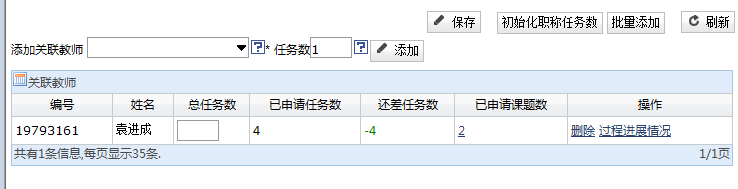 保存 初始化职称任务数 批量添加 刷新
添加关联教师 ?* 任务数1 ? 添加
关联教师
编号 姓名 总任务数 已申请任务数 还差任务数 已申请课题数 操作
19793161 袁进成 4 -4 2 删除 过程进展情况
共有1条信息,每页显示35条. 1/1页